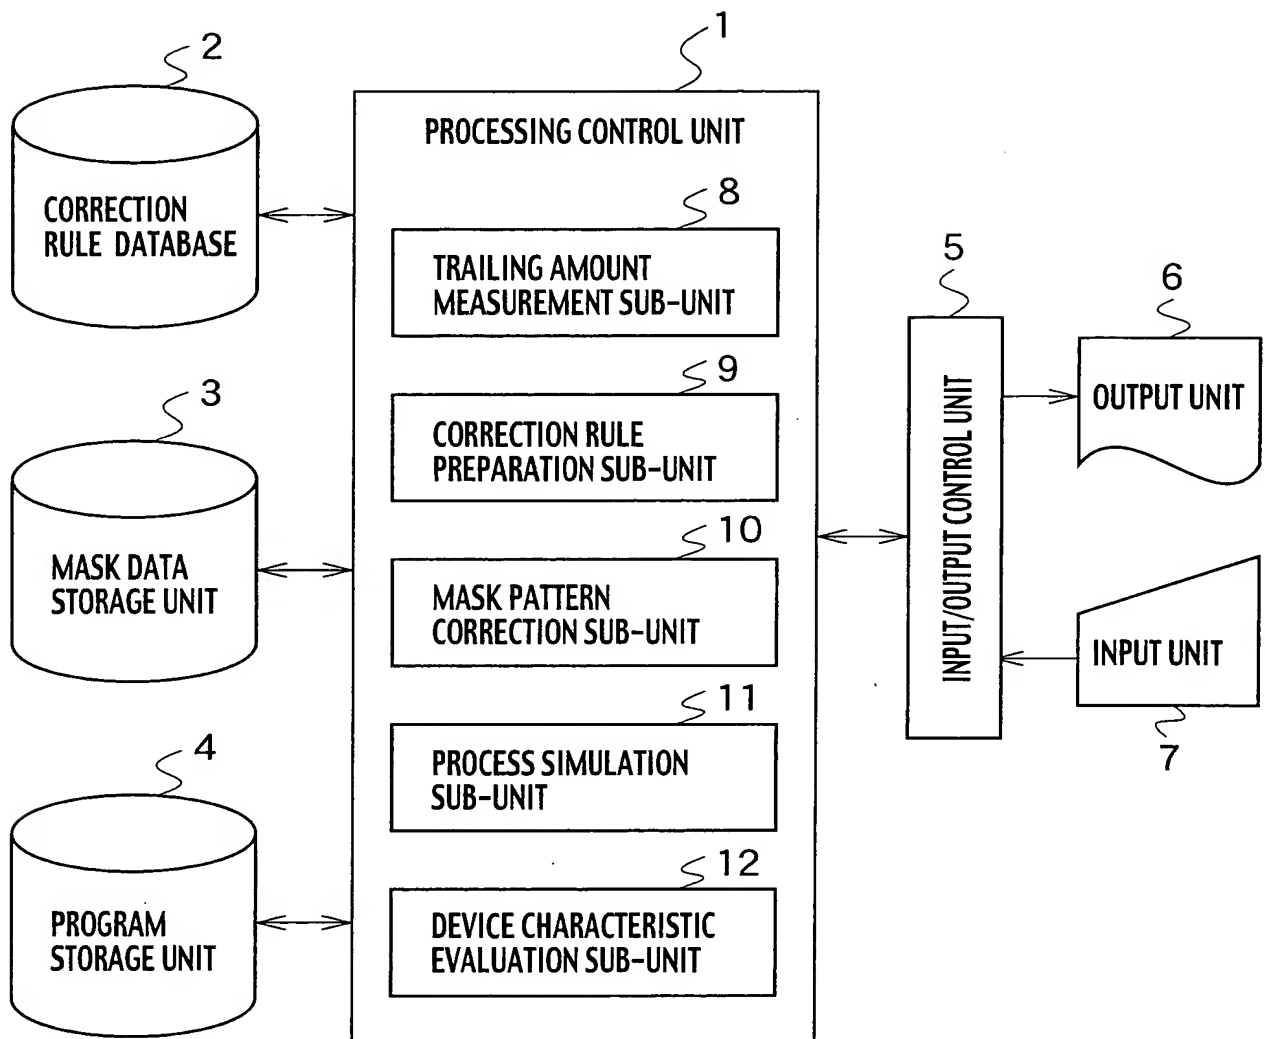 1
2
PROCESSING CONTROL UNIT
CORRECTION
RULE DATABASE
8
TRAILING AMOUNT
MEASUREMENT SUB-UNIT
3
MASK DATA
STORAGE UNIT
9
CORRECTION RULE
PREPARATION SUB-UNIT
10
MASK PATTERN
CORRECTION SUB-UNIT
4
PROGRAM
STORAGE UNIT
11
PROCESS SIMULATION
SUB-UNIT
12
DEVICE CHARACTERISTIC
EVALUATION SUB-UNIT
5
INPUT/OUTPUT CONTROL UNIT
6
OUTPUT UNIT
INPUT UNIT
7